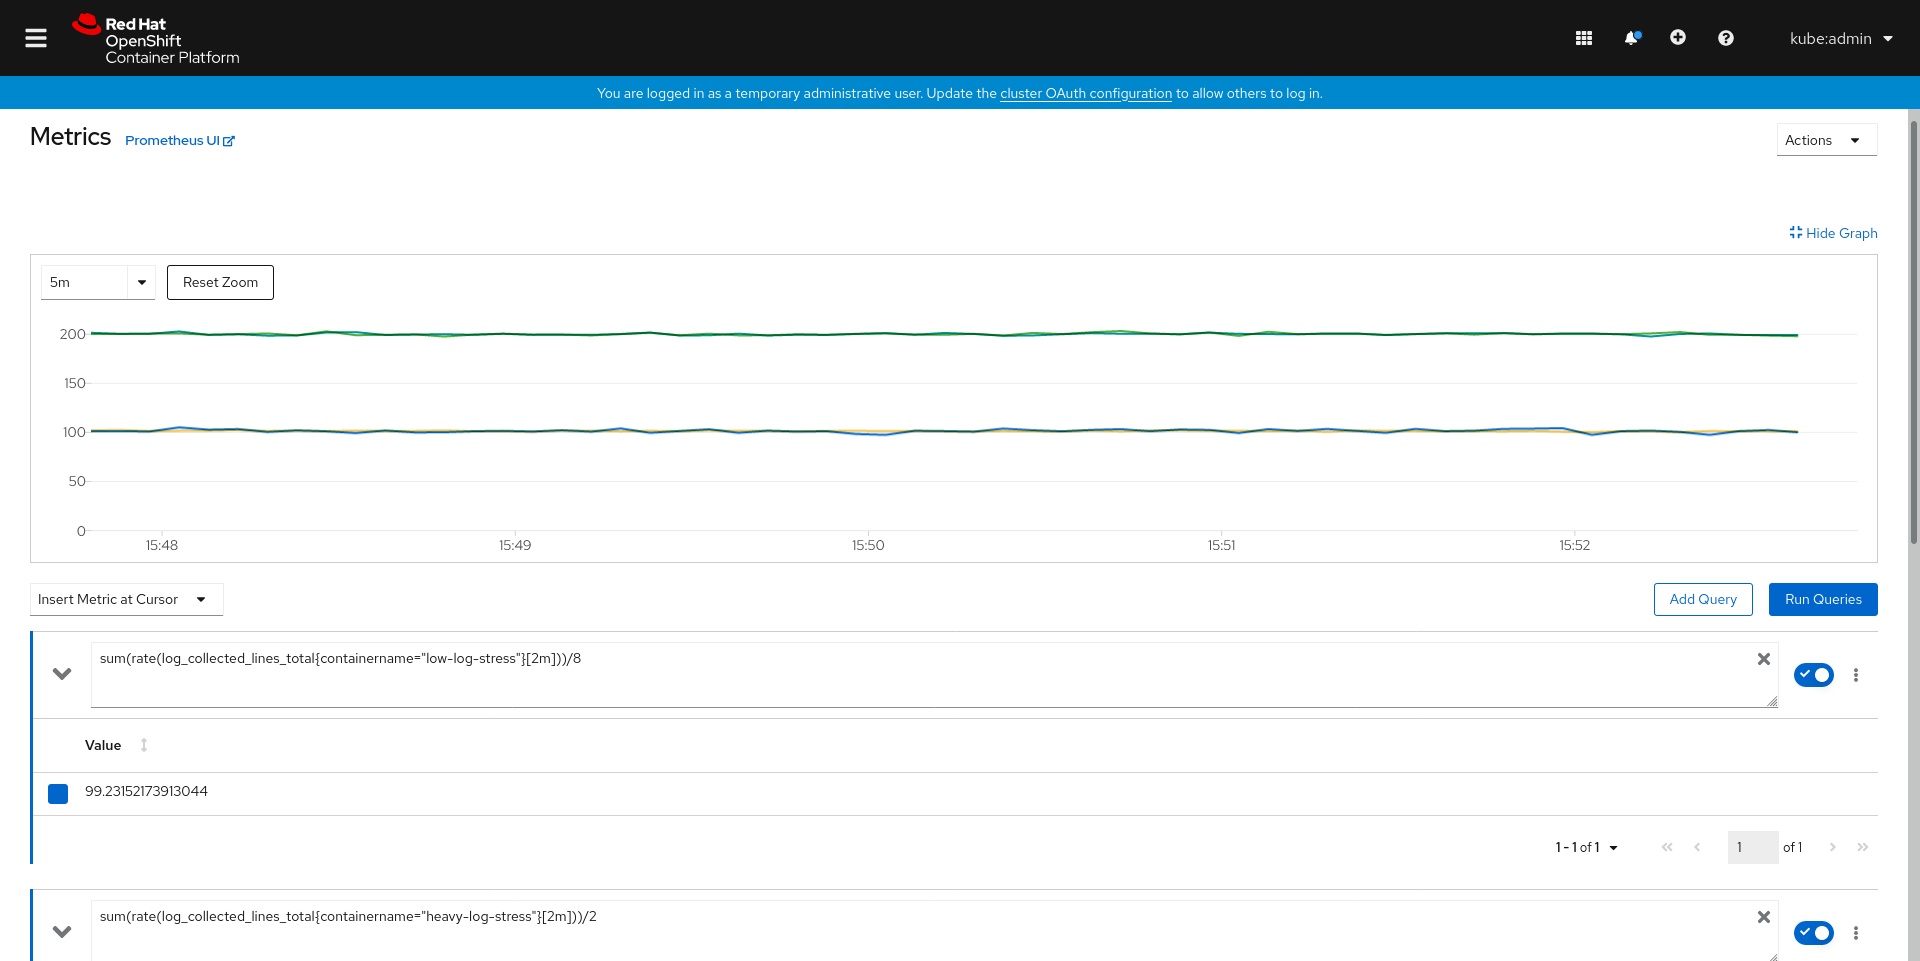 Red Hat
OpenShift
Container Platform
kube:admin
You are logged in as a temporary administrative user. Update the cluster OAuth configuration to allow others to log in.
Metrics Prometheus UI
Actions
Hide Graph
5m
Reset Zoom
200
150
100
50
0
15:48 15:49 15:50 15:51 15:52
Insert Metric at Cursor
Add Query
Run Queries
sum(rate(log_collected_lines_total{containername="low-log-stress"}[2m]))/8
Value
99.23152173913044
1 - 1 of 1
1 of 1
sum(rate(log_collected_lines_total{containername="heavy-log-stress"}[2m]))/2